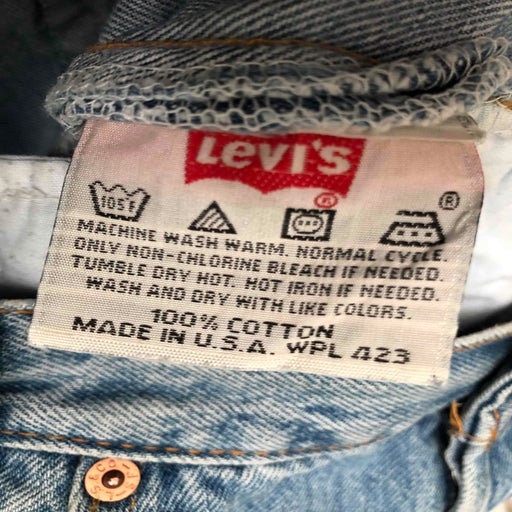 Levi's
®
®
105F
MACHINE WASH WARM. NORMAL CYCLE.
ONLY NON-CHLORINE BLEACH IF NEEDED.
TUMBLE DRY HOT. HOT IRON IF NEEDED.
WASH AND DRY WITH LIKE COLORS.
100% COTTON
MADE IN U.S.A. WPL 423